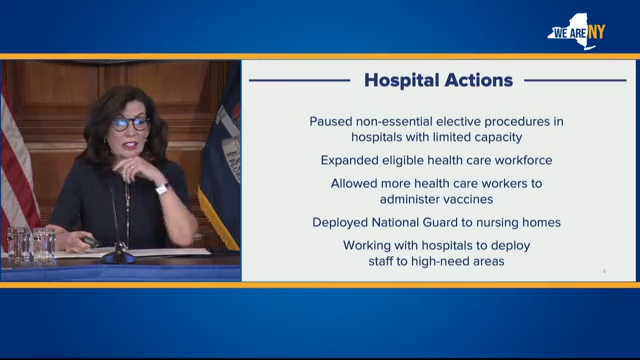 WE ARE NY
Hospital Actions
Paused non-essential elective procedures in
hospitals with limited capacity
Expanded eligible health care workforce
Allowed more health care workers to
administer vaccines
Deployed National Guard to nursing homes
Working with hospitals to deploy
staff to high-need areas